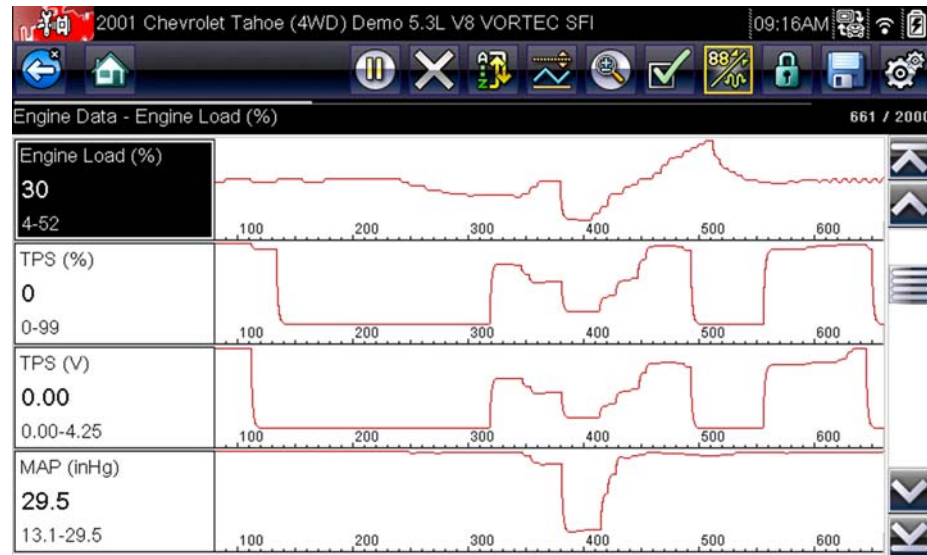 2001 Chevrolet Tahoe (4WD) Demo 5.3L V8 VORTEC SFI 09:16AM
Engine Data - Engine Load (%) 661 / 2000
Engine Load (%)
30
4-52
100 200 300 400 500 600
TPS (%)
0
0-99
100 200 300 400 500 600
TPS (V)
0.00
0.00-4.25
100 200 300 400 500 600
MAP (inHg)
29.5
13.1-29.5
100 200 300 400 500 600